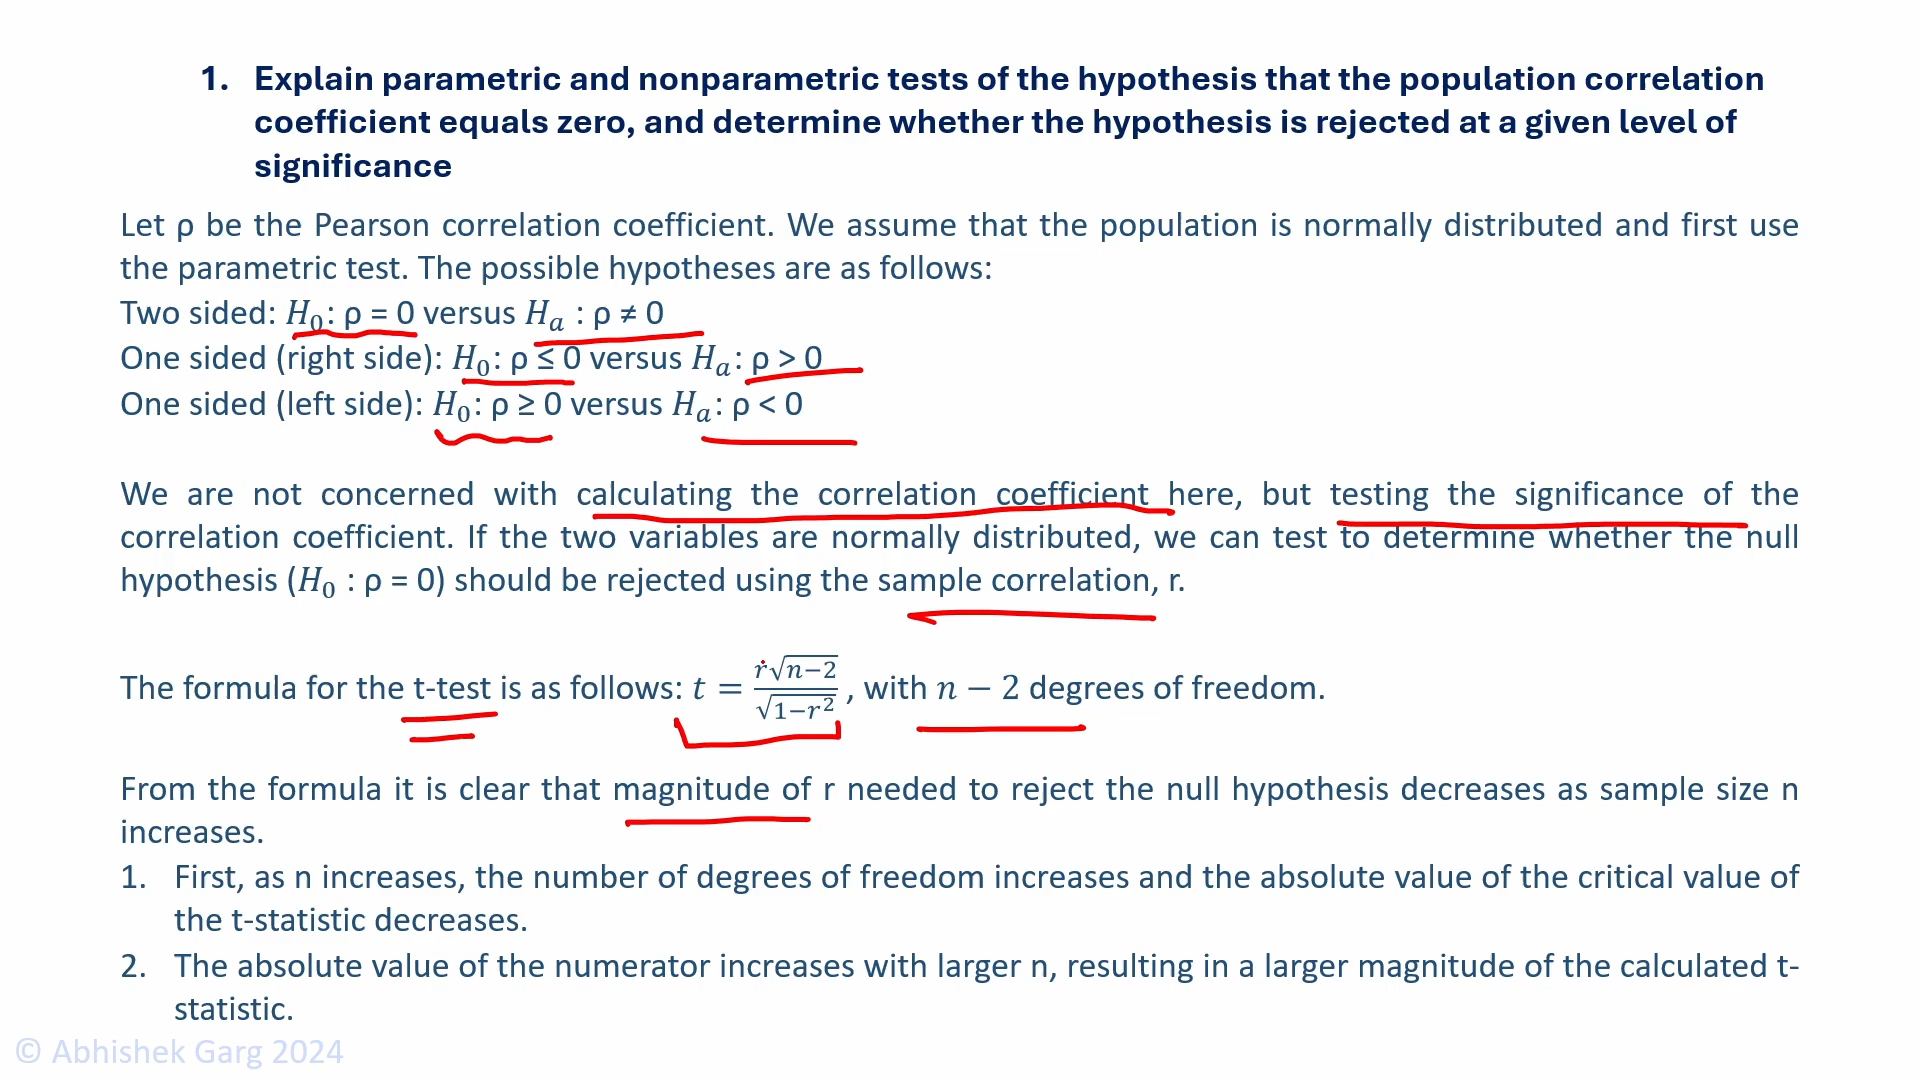 1. Explain parametric and nonparametric tests of the hypothesis that the population correlation
coefficient equals zero, and determine whether the hypothesis is rejected at a given level of
significance
Let ρ be the Pearson correlation coefficient. We assume that the population is normally distributed and first use
the parametric test. The possible hypotheses are as follows:
Two sided: H₀: ρ = 0 versus Hₐ : ρ ≠ 0
One sided (right side): H₀: ρ ≤ 0 versus Hₐ: ρ > 0
One sided (left side): H₀: ρ ≥ 0 versus Hₐ: ρ < 0
We are not concerned with calculating the correlation coefficient here, but testing the significance of the
correlation coefficient. If the two variables are normally distributed, we can test to determine whether the null
hypothesis (H₀ : ρ = 0) should be rejected using the sample correlation, r.
The formula for the t-test is as follows: t = r√(n−2) / √(1−r²) , with n − 2 degrees of freedom.
From the formula it is clear that magnitude of r needed to reject the null hypothesis decreases as sample size n
increases.
1. First, as n increases, the number of degrees of freedom increases and the absolute value of the critical value of
the t-statistic decreases.
2. The absolute value of the numerator increases with larger n, resulting in a larger magnitude of the calculated t-
statistic.
© Abhishek Garg 2024